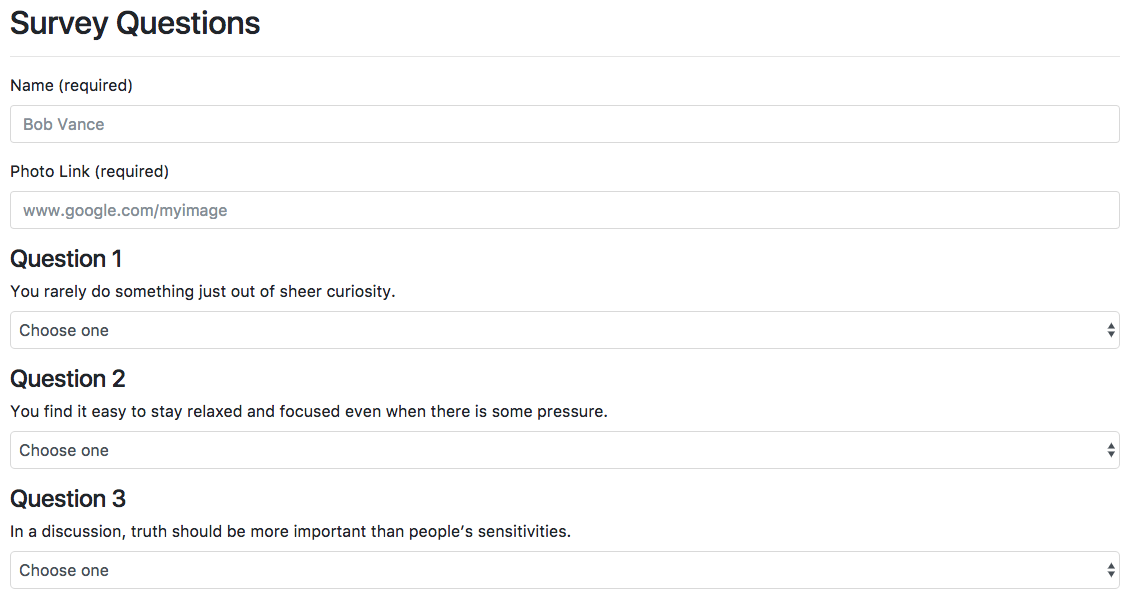 Survey Questions
Name (required)
Bob Vance
Photo Link (required)
www.google.com/myimage
Question 1
You rarely do something just out of sheer curiosity.
Choose one
Question 2
You find it easy to stay relaxed and focused even when there is some pressure.
Choose one
Question 3
In a discussion, truth should be more important than people’s sensitivities.
Choose one